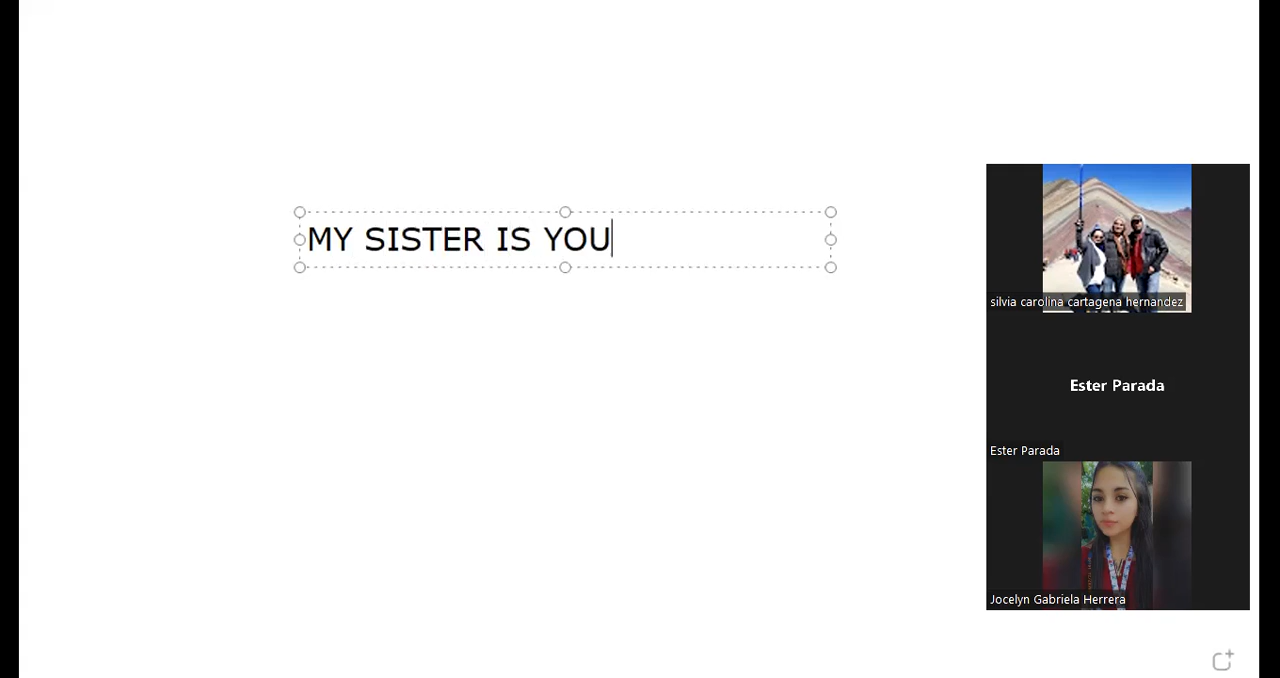 MY SISTER IS YOU
silvia carolina cartagena hernandez
Ester Parada
Ester Parada
Jocelyn Gabriela Herrera